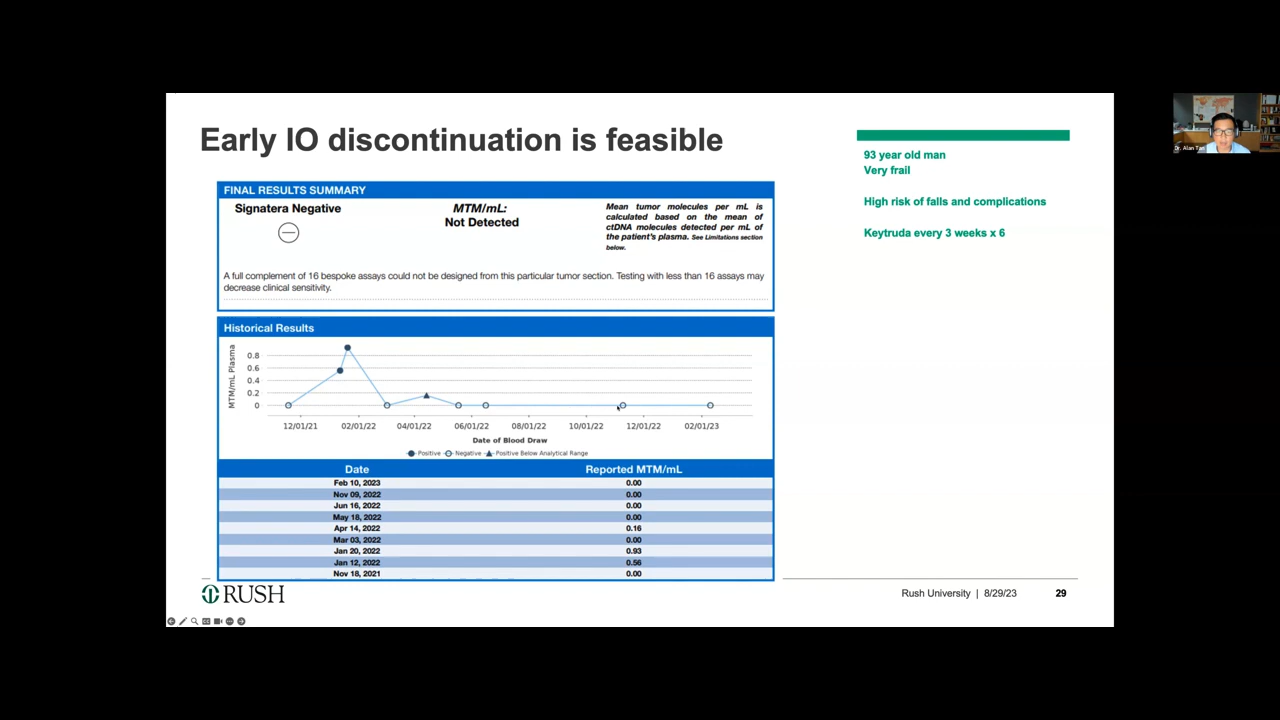 Early IO discontinuation is feasible
FINAL RESULTS SUMMARY
Signatera Negative
MTM/mL:
Not Detected
Mean tumor molecules per mL is
calculated based on the mean of
ctDNA molecules detected per mL of
the patient's plasma. See Limitations section
below.
A full complement of 16 bespoke assays could not be designed from this particular tumor section. Testing with less than 16 assays may
decrease clinical sensitivity.
Historical Results
MTM/mL Plasma
0.8
0.6
0.4
0.2
0
12/01/21 02/01/22 04/01/22 06/01/22 08/01/22 10/01/22 12/01/22 02/01/23
Date of Blood Draw
Positive Negative Positive Below Analytical Range
Date Reported MTM/mL
Feb 10, 2023 0.00
Nov 09, 2022 0.00
Jun 16, 2022 0.00
May 18, 2022 0.00
Apr 14, 2022 0.16
Mar 03, 2022 0.00
Jan 20, 2022 0.93
Jan 12, 2022 0.56
Nov 18, 2021 0.00
93 year old man
Very frail
High risk of falls and complications
Keytruda every 3 weeks x 6
RUSH
Rush University | 8/29/23 29
Dr. Alan Tan